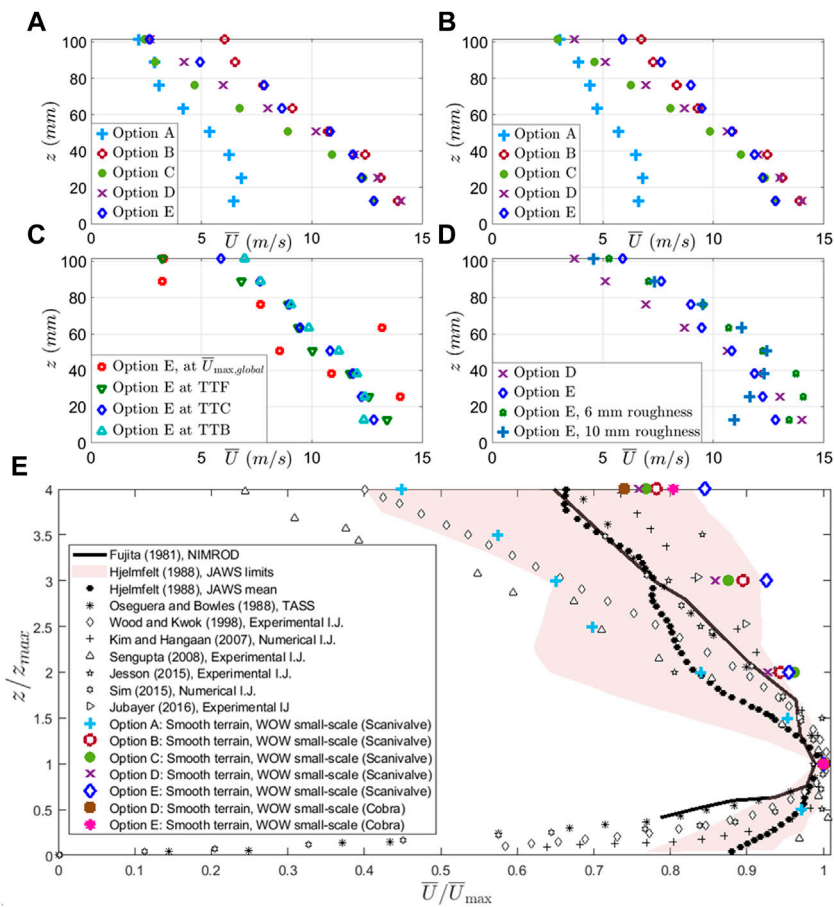 A
100
80
60
40
20
0
z (mm)
Option A
Option B
Option C
Option D
Option E
0
5
10
15
U̅ (m/s)
B
100
80
60
40
20
0
z (mm)
Option A
Option B
Option C
Option D
Option E
0
5
10
15
U̅ (m/s)
C
100
80
60
40
20
0
z (mm)
Option E, at U̅max,global
Option E at TTF
Option E at TTC
Option E at TTB
0
5
10
15
U̅ (m/s)
D
100
80
60
40
20
0
z (mm)
Option D
Option E
Option E, 6 mm roughness
Option E, 10 mm roughness
0
5
10
15
U̅ (m/s)
E
4
3.5
3
2.5
2
1.5
1
0.5
0
z/zmax
Fujita (1981), NIMROD
Hjelmfelt (1988), JAWS limits
Hjelmfelt (1988), JAWS mean
Oseguera and Bowles (1988), TASS
Wood and Kwok (1998), Experimental I.J.
Kim and Hangaan (2007), Numerical I.J.
Sengupta (2008), Experimental I.J.
Jesson (2015), Experimental I.J.
Sim (2015), Numerical I.J.
Jubayer (2016), Experimental IJ
Option A: Smooth terrain, WOW small-scale (Scanivalve)
Option B: Smooth terrain, WOW small-scale (Scanivalve)
Option C: Smooth terrain, WOW small-scale (Scanivalve)
Option D: Smooth terrain, WOW small-scale (Scanivalve)
Option E: Smooth terrain, WOW small-scale (Scanivalve)
Option D: Smooth terrain, WOW small-scale (Cobra)
Option E: Smooth terrain, WOW small-scale (Cobra)
0
0.1
0.2
0.3
0.4
0.5
0.6
0.7
0.8
0.9
1
U̅/U̅max